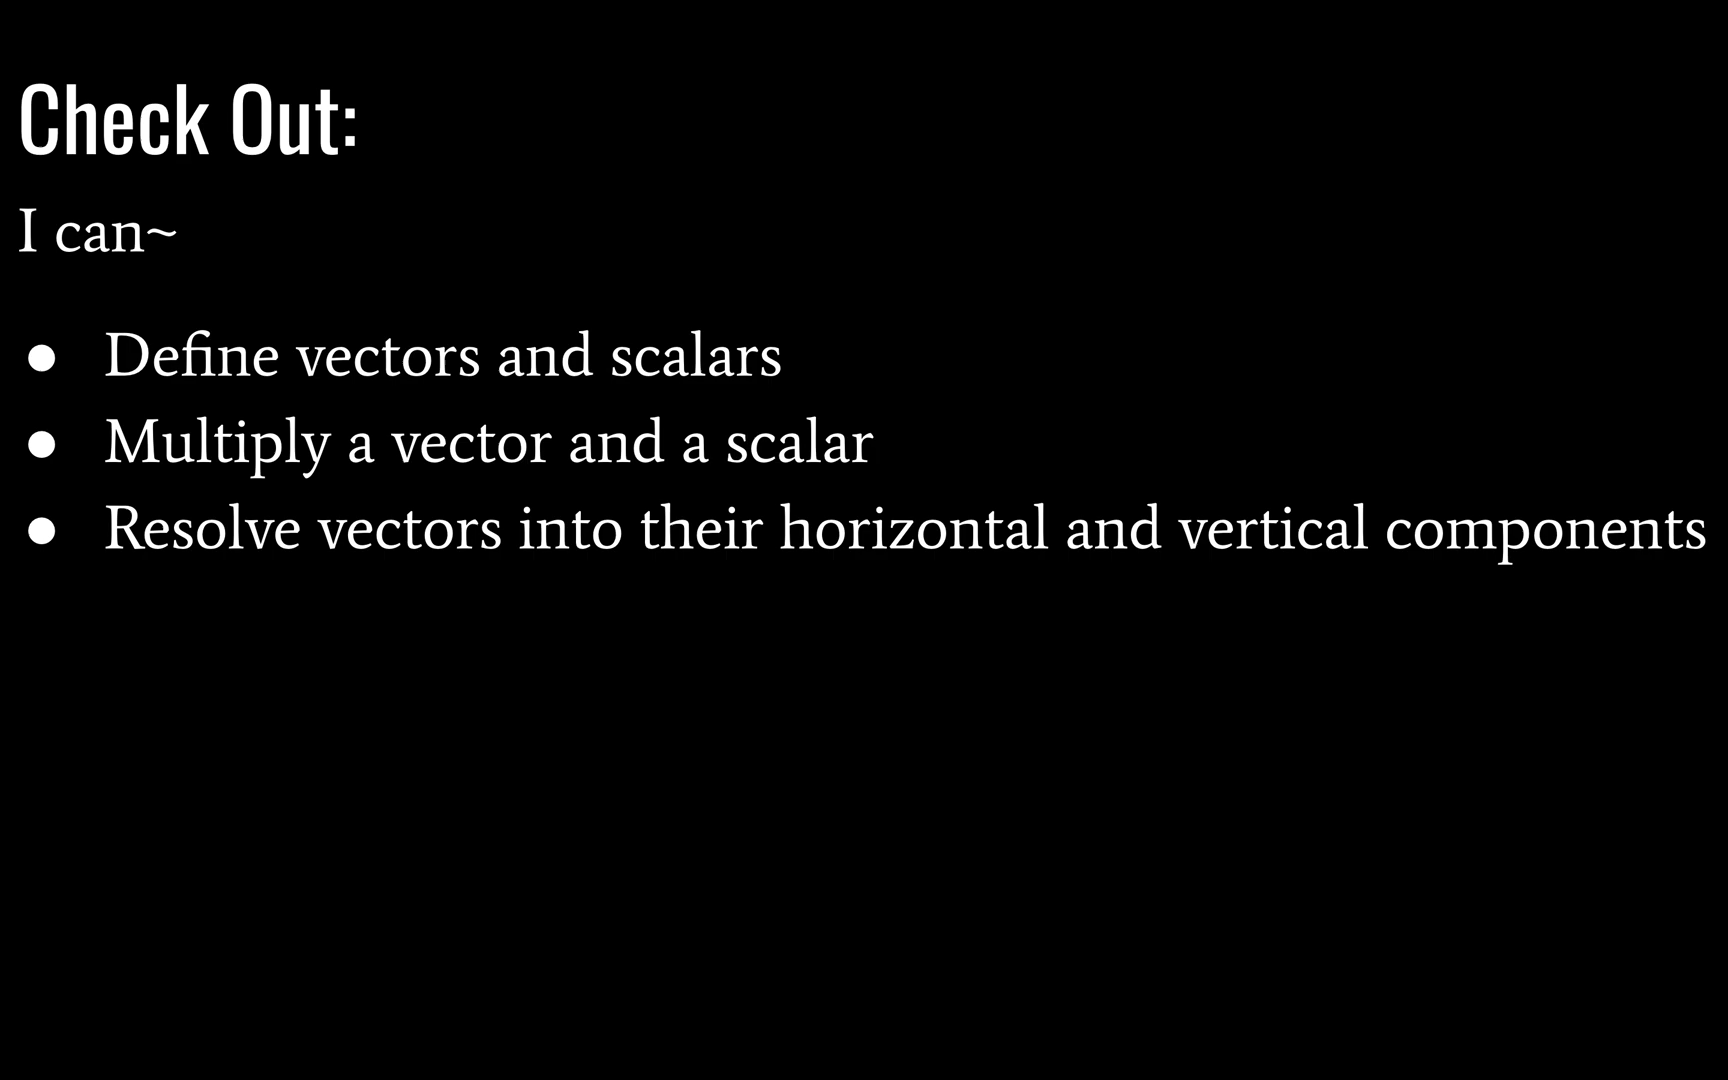 Check Out:
I can~
● Define vectors and scalars
● Multiply a vector and a scalar
● Resolve vectors into their horizontal and vertical components